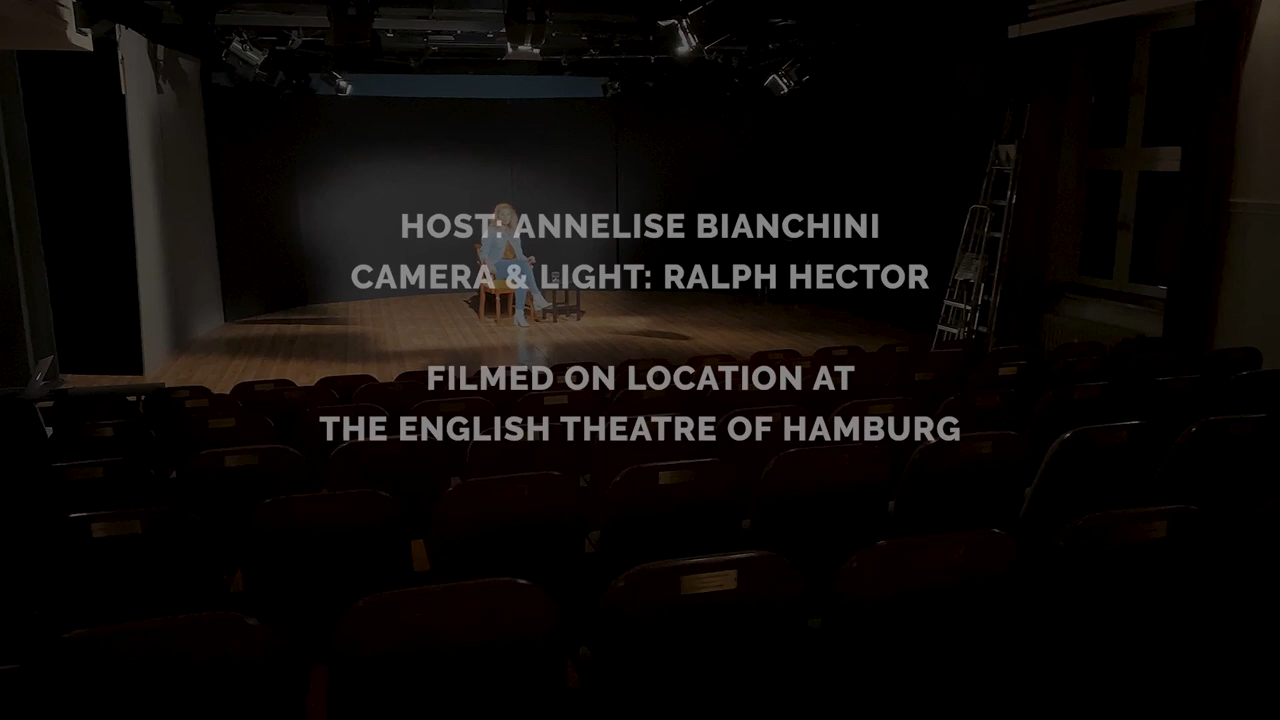 HOST: ANNELISE BIANCHINI
CAMERA & LIGHT: RALPH HECTOR
FILMED ON LOCATION AT
THE ENGLISH THEATRE OF HAMBURG